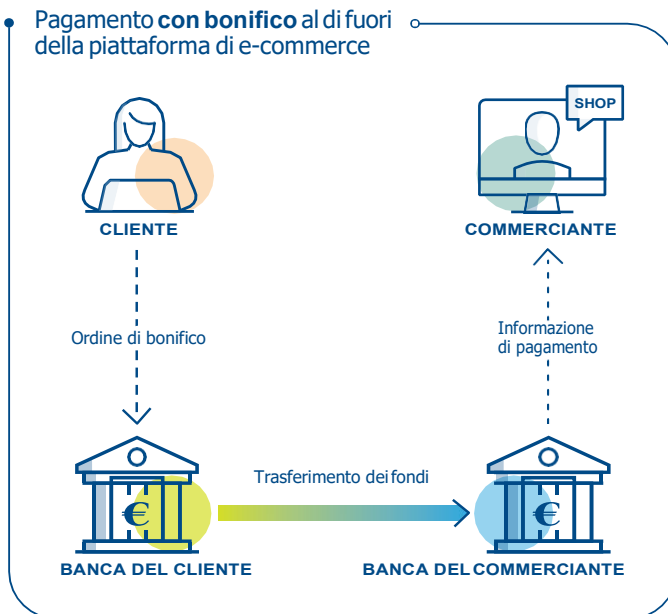 Pagamento con bonifico al di fuori
della piattaforma di e-commerce
SHOP
CLIENTE
COMMERCIANTE
Ordine di bonifico
Informazione
di pagamento
€
Trasferimento dei fondi
€
BANCA DEL CLIENTE
BANCA DEL COMMERCIANTE